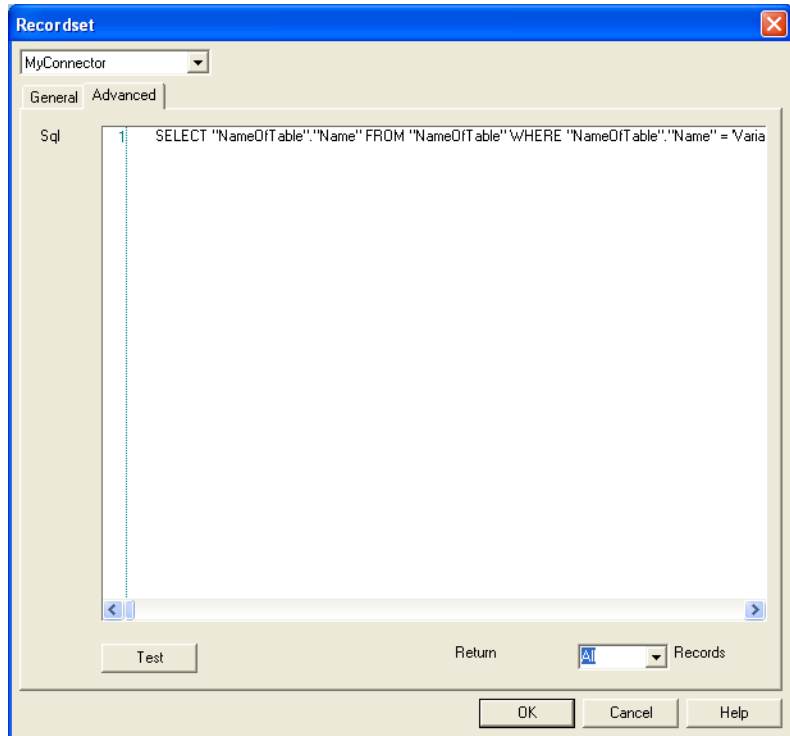 Recordset
MyConnector
General Advanced
Sql 1 SELECT "NameOfTable"."Name" FROM "NameOfTable" WHERE "NameOfTable"."Name" = 'Varia
Test Return All Records
OK Cancel Help